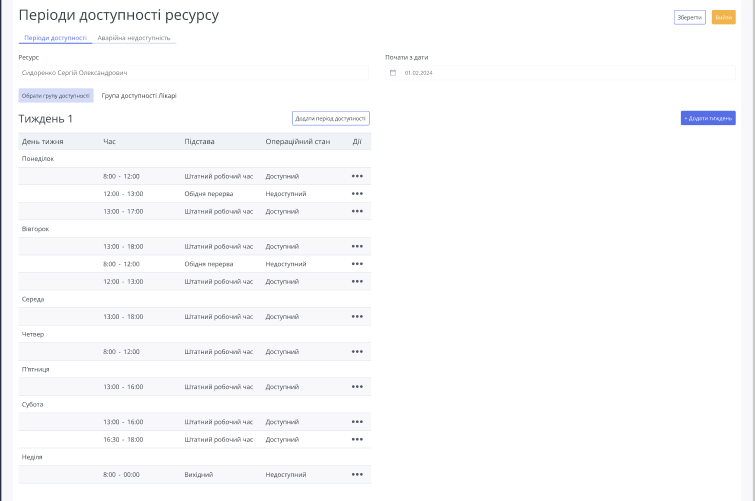 Періоди доступності ресурсу
Зберегти
Вийти
Періоди доступності
Аварійна недоступність
Ресурс
Почати з дати
Сидоренко Сергій Олександрович
01.02.2024
Обрати групу доступності
Група доступності Лікарі
Тиждень 1
Додати період доступності
+ Додати тиждень
День тижня Час Підстава Операційний стан Дії
Понеділок
8:00 - 12:00 Штатний робочий час Доступний
12:00 - 13:00 Обідня перерва Недоступний
13:00 - 17:00 Штатний робочий час Доступний
Вівторок
13:00 - 18:00 Штатний робочий час Доступний
8:00 - 12:00 Обідня перерва Недоступний
12:00 - 13:00 Штатний робочий час Доступний
Середа
13:00 - 18:00 Штатний робочий час Доступний
Четвер
8:00 - 12:00 Штатний робочий час Доступний
П'ятниця
13:00 - 16:00 Штатний робочий час Доступний
Субота
13:00 - 16:00 Штатний робочий час Доступний
16:30 - 18:00 Штатний робочий час Доступний
Неділя
8:00 - 00:00 Вихідний Недоступний